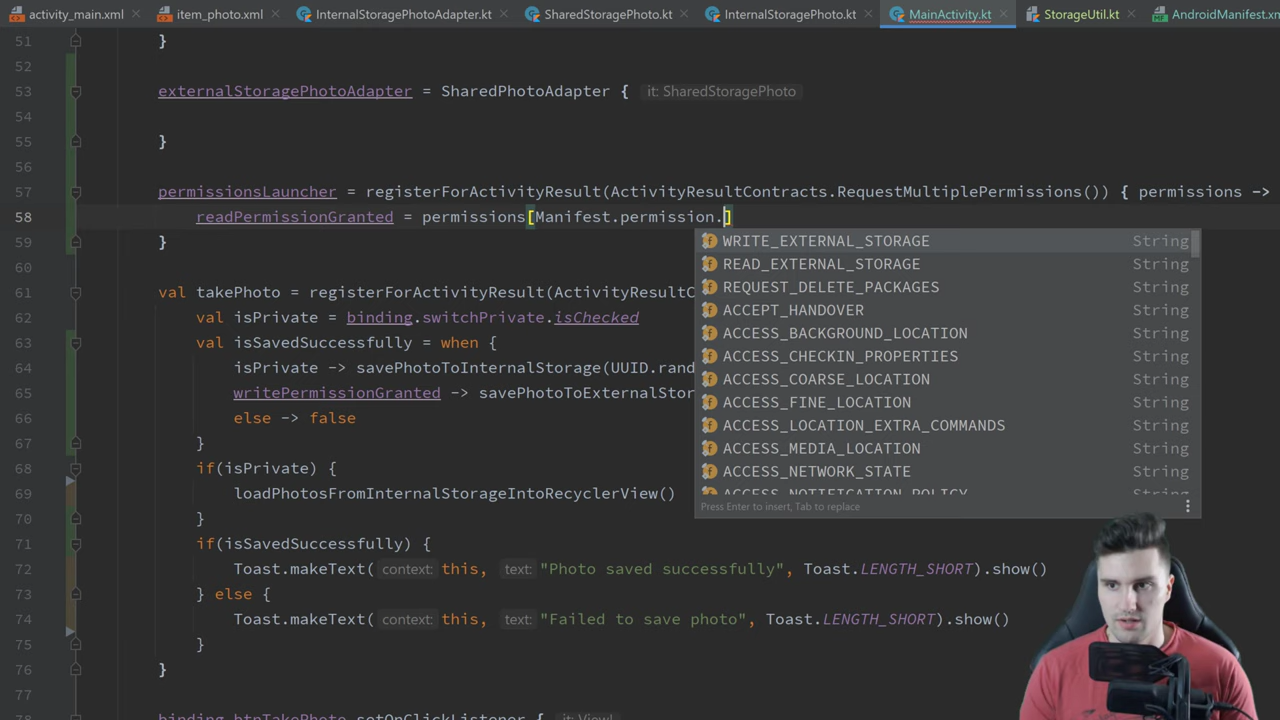 activity_main.xml item_photo.xml InternalStoragePhotoAdapter.kt SharedStoragePhoto.kt InternalStoragePhoto.kt MainActivity.kt StorageUtil.kt AndroidManifest.xm
51 }
52
53 externalStoragePhotoAdapter = SharedPhotoAdapter { it: SharedStoragePhoto
54
55 }
56
57 permissionsLauncher = registerForActivityResult(ActivityResultContracts.RequestMultiplePermissions()) { permissions ->
58 readPermissionGranted = permissions[Manifest.permission.]
59 }
WRITE_EXTERNAL_STORAGE String
READ_EXTERNAL_STORAGE String
REQUEST_DELETE_PACKAGES String
ACCEPT_HANDOVER String
ACCESS_BACKGROUND_LOCATION String
ACCESS_CHECKIN_PROPERTIES String
ACCESS_COARSE_LOCATION String
ACCESS_FINE_LOCATION String
ACCESS_LOCATION_EXTRA_COMMANDS String
ACCESS_MEDIA_LOCATION String
ACCESS_NETWORK_STATE String
ACCESS_NOTIFICATION_POLICY String
Press Enter to insert, Tab to replace
60
61 val takePhoto = registerForActivityResult(ActivityResultC
62 val isPrivate = binding.switchPrivate.isChecked
63 val isSavedSuccessfully = when {
64 isPrivate -> savePhotoToInternalStorage(UUID.rand
65 writePermissionGranted -> savePhotoToExternalStor
66 else -> false
67 }
68 if(isPrivate) {
69 loadPhotosFromInternalStorageIntoRecyclerView()
70 }
71 if(isSavedSuccessfully) {
72 Toast.makeText( context: this, text: "Photo saved successfully", Toast.LENGTH_SHORT).show()
73 } else {
74 Toast.makeText( context: this, text: "Failed to save photo", Toast.LENGTH_SHORT).show()
75 }
76 }
77
78 binding.btnTakePhoto.setOnClickListener { it: View!